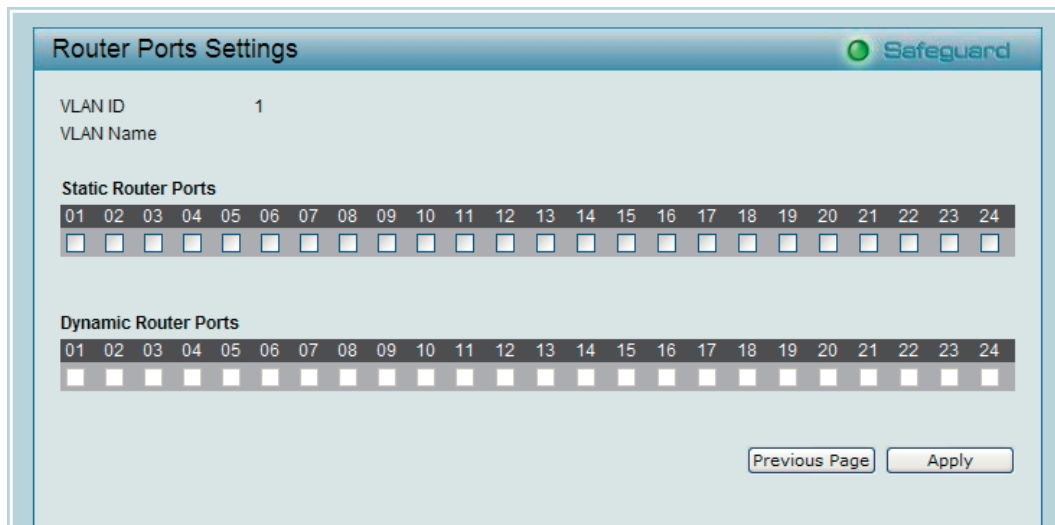 Router Ports Settings Safeguard
VLAN ID 1
VLAN Name
Static Router Ports
01 02 03 04 05 06 07 08 09 10 11 12 13 14 15 16 17 18 19 20 21 22 23 24
Dynamic Router Ports
01 02 03 04 05 06 07 08 09 10 11 12 13 14 15 16 17 18 19 20 21 22 23 24
Previous Page Apply